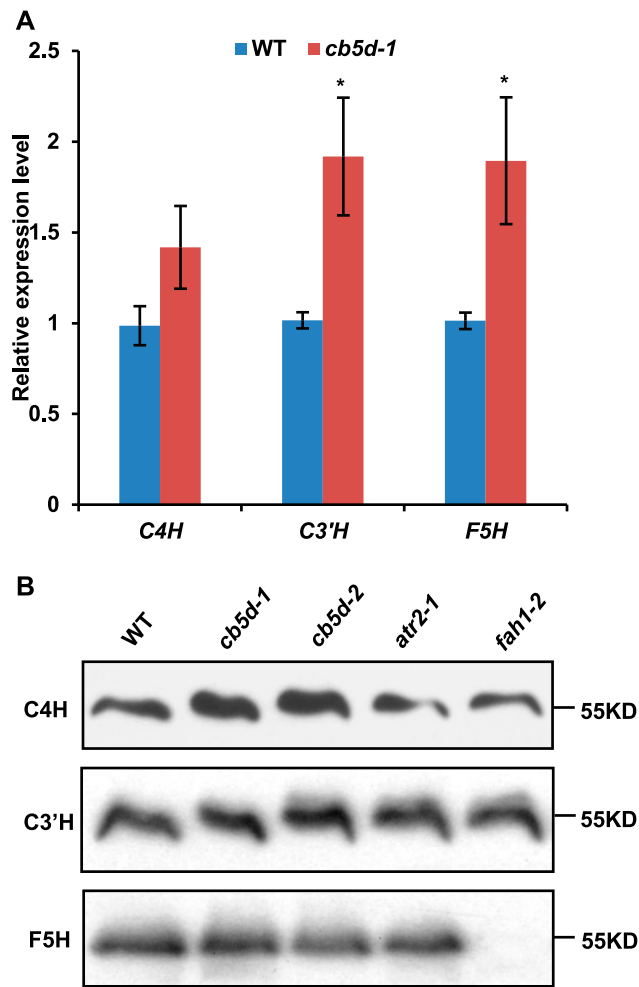 A
WT cb5d-1
2.5
2
1.5
1
0.5
0
Relative expression level
* *
C4H C3'H F5H
B
WT cb5d-1 cb5d-2 atr2-1 fah1-2
C4H 55KD
C3'H 55KD
F5H 55KD